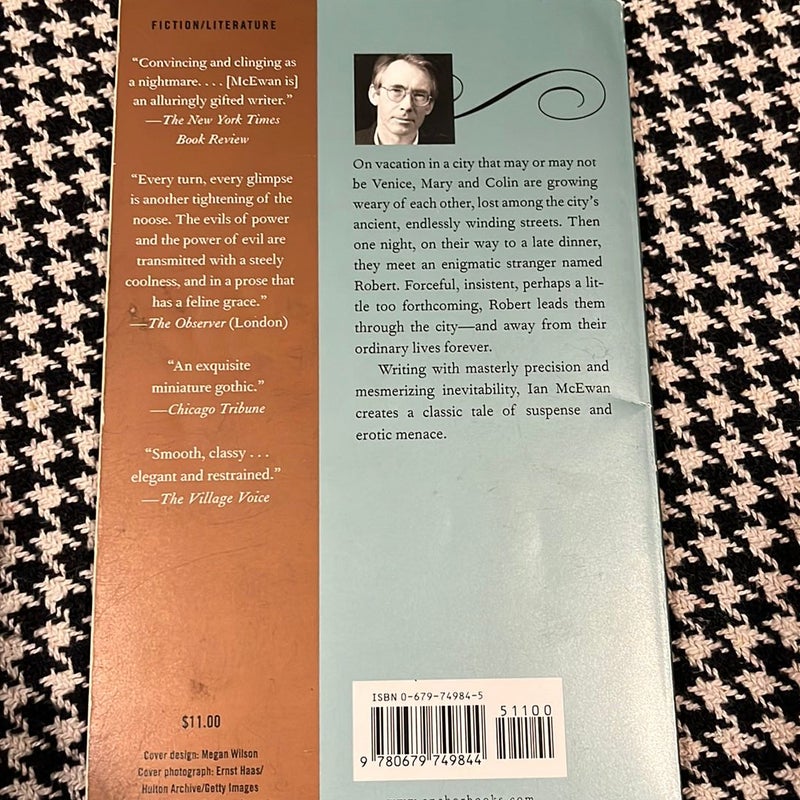 FICTION/LITERATURE
“Convincing and clinging as
a nightmare. . . . [McEwan is]
an alluringly gifted writer.”
—The New York Times
Book Review
“Every turn, every glimpse
is another tightening of the
noose. The evils of power
and the power of evil are
transmitted with a steely
coolness, and in a prose that
has a feline grace.”
—The Observer (London)
“An exquisite
miniature gothic.”
—Chicago Tribune
“Smooth, classy . . .
elegant and restrained.”
—The Village Voice
$11.00
Cover design: Megan Wilson
Cover photograph: Ernst Haas/
Hulton Archive/Getty Images
On vacation in a city that may or may not
be Venice, Mary and Colin are growing
weary of each other, lost among the city’s
ancient, endlessly winding streets. Then
one night, on their way to a late dinner,
they meet an enigmatic stranger named
Robert. Forceful, insistent, perhaps a lit-
tle too forthcoming, Robert leads them
through the city—and away from their
ordinary lives forever.
Writing with masterly precision and
mesmerizing inevitability, Ian McEwan
creates a classic tale of suspense and
erotic menace.
ISBN 0-679-74984-5
51100
9 780679 749844